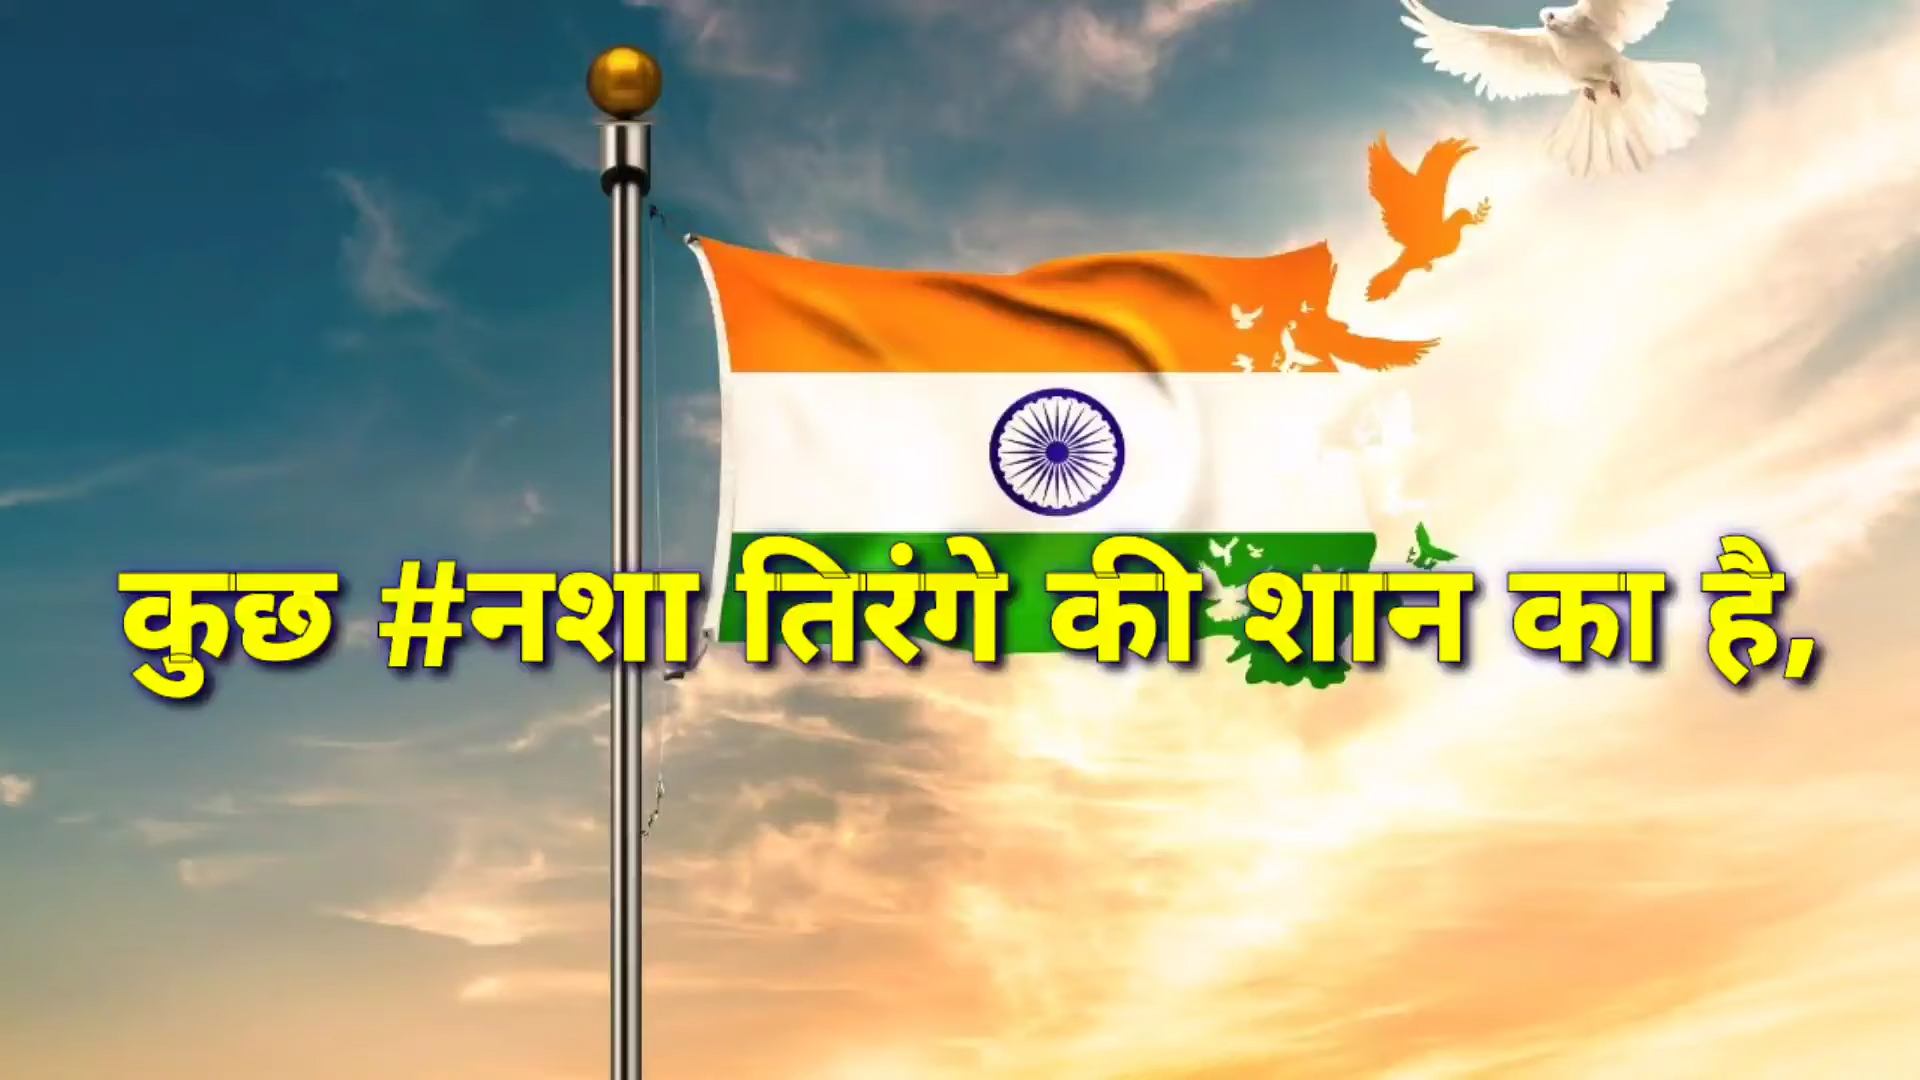 कुछ #नशा तिरंगे की शान का है,